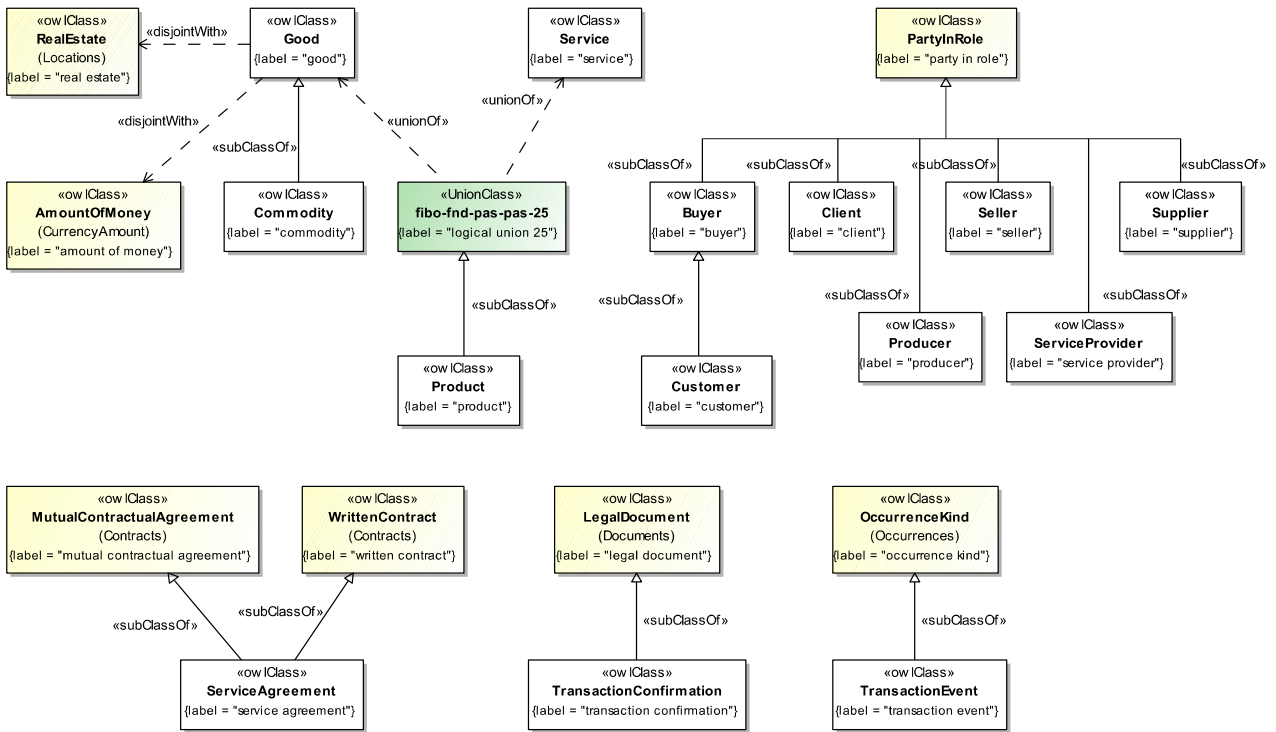 «owlClass»
RealEstate
(Locations)
{label = "real estate"}
«disjointWith»
«owlClass»
Good
{label = "good"}
«owlClass»
Service
{label = "service"}
«owlClass»
PartyInRole
{label = "party in role"}
«disjointWith»
«subClassOf»
«unionOf»
«unionOf»
«owlClass»
AmountOfMoney
(CurrencyAmount)
{label = "amount of money"}
«owlClass»
Commodity
{label = "commodity"}
«UnionClass»
fibo-fnd-pas-pas-25
{label = "logical union 25"}
«subClassOf»
«subClassOf»
«subClassOf»
«subClassOf»
«owlClass»
Buyer
{label = "buyer"}
«owlClass»
Client
{label = "client"}
«owlClass»
Seller
{label = "seller"}
«owlClass»
Supplier
{label = "supplier"}
«subClassOf»
«subClassOf»
«subClassOf»
«subClassOf»
«owlClass»
Product
{label = "product"}
«owlClass»
Customer
{label = "customer"}
«owlClass»
Producer
{label = "producer"}
«owlClass»
ServiceProvider
{label = "service provider"}
«owlClass»
MutualContractualAgreement
(Contracts)
{label = "mutual contractual agreement"}
«owlClass»
WrittenContract
(Contracts)
{label = "written contract"}
«owlClass»
LegalDocument
(Documents)
{label = "legal document"}
«owlClass»
OccurrenceKind
(Occurrences)
{label = "occurrence kind"}
«subClassOf»
«subClassOf»
«subClassOf»
«subClassOf»
«owlClass»
ServiceAgreement
{label = "service agreement"}
«owlClass»
TransactionConfirmation
{label = "transaction confirmation"}
«owlClass»
TransactionEvent
{label = "transaction event"}